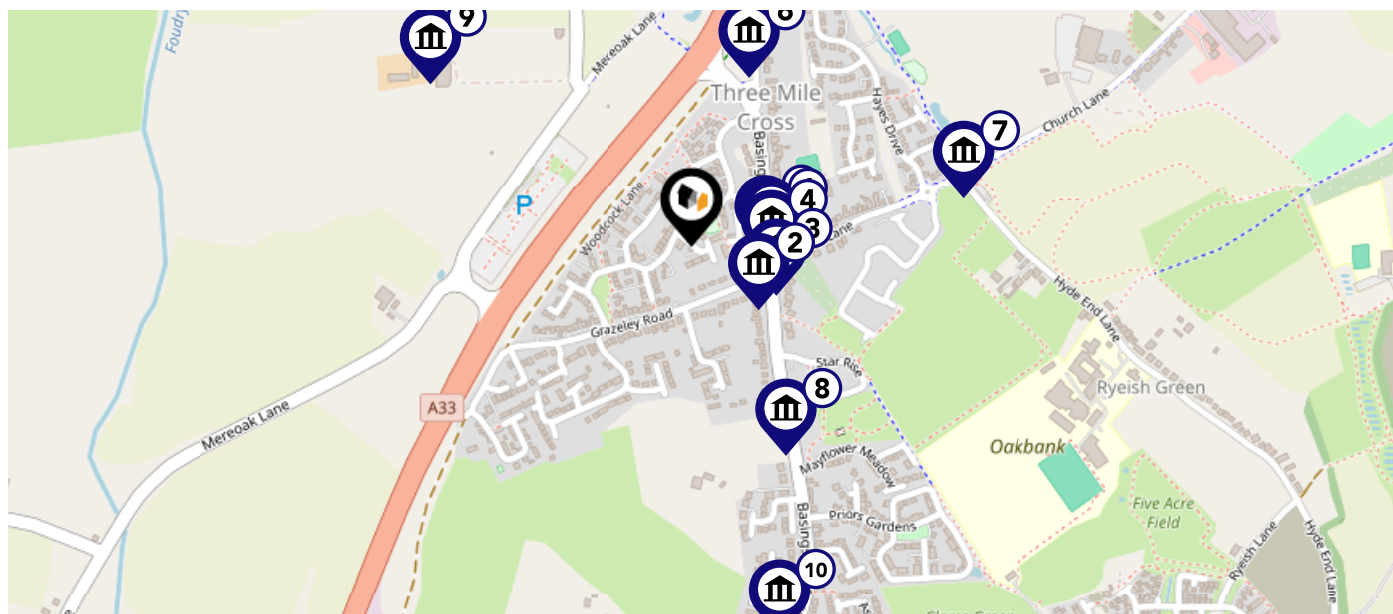 9
6
Foudry
Mereoak Lane
Three Mile
Cross
Hayes Drive
Church Lane
7
Basing
P
Woodcock Lane
4
3
2
Lane
Hyde End Lane
Grazeley Road
Star Rise
8
Ryeish Green
A33
Mereoak Lane
Oakbank
Mayflower Meadow
Five Acre
Field
Priors Gardens
Basing
Ryeish Lane
Hyde End Lane
10